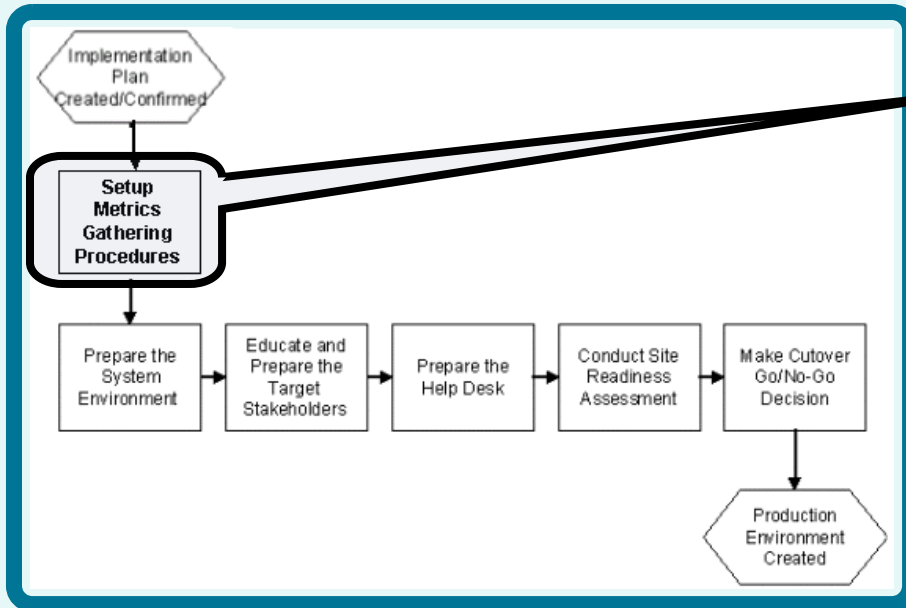 Implementation
Plan
Created/Confirmed
Setup
Metrics
Gathering
Procedures
Prepare the
System
Environment
Educate and
Prepare the
Target
Stakeholders
Prepare the
Help Desk
Conduct Site
Readiness
Assessment
Make Cutover
Go/No-Go
Decision
Production
Environment
Created